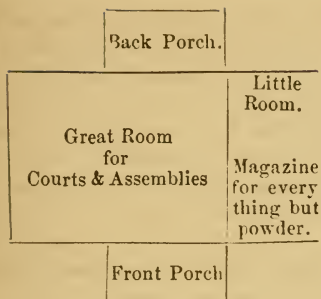 Back Porch.
Little
Room.
Great Room
for
Courts & Assemblies
Magazine
for every
thing but
powder.
Front Porch